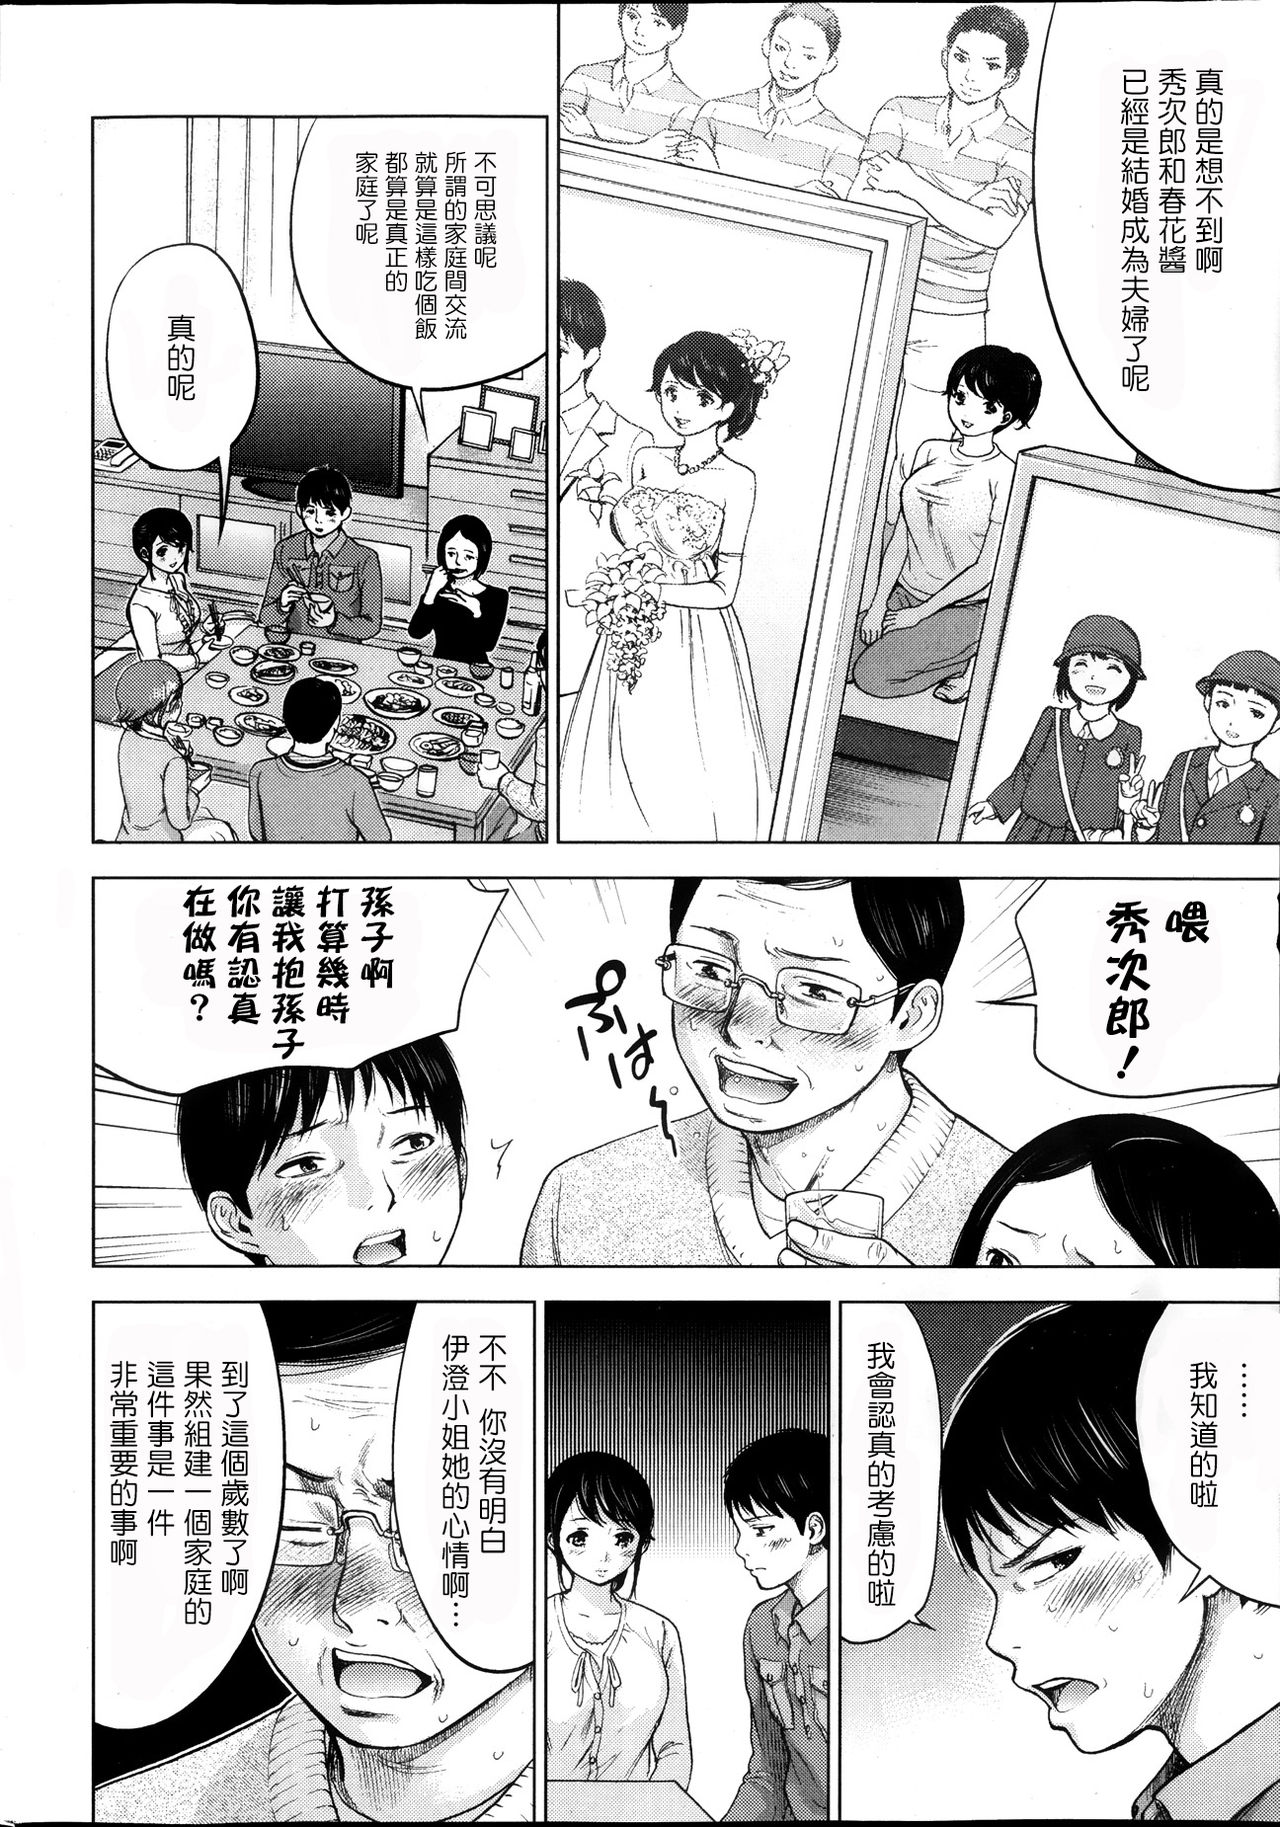 真的是想不到啊
秀次郎和春花醬
已經是結婚成為夫婦了呢
不可思議呢
所謂的家庭間交流
就算是這樣吃個飯
都算是真正的
家庭了呢
真的呢
喂
秀次郎！
ぷはーっ
孫子啊
打算幾時
讓我抱孫子
你有認真
在做嗎？
……
我知道的啦
我會認真的考慮的啦
不不 你沒有明白
伊澄小姐她的心情啊…
到了這個歲數了啊
果然組建一個家庭的
這件事是一件
非常重要的事啊